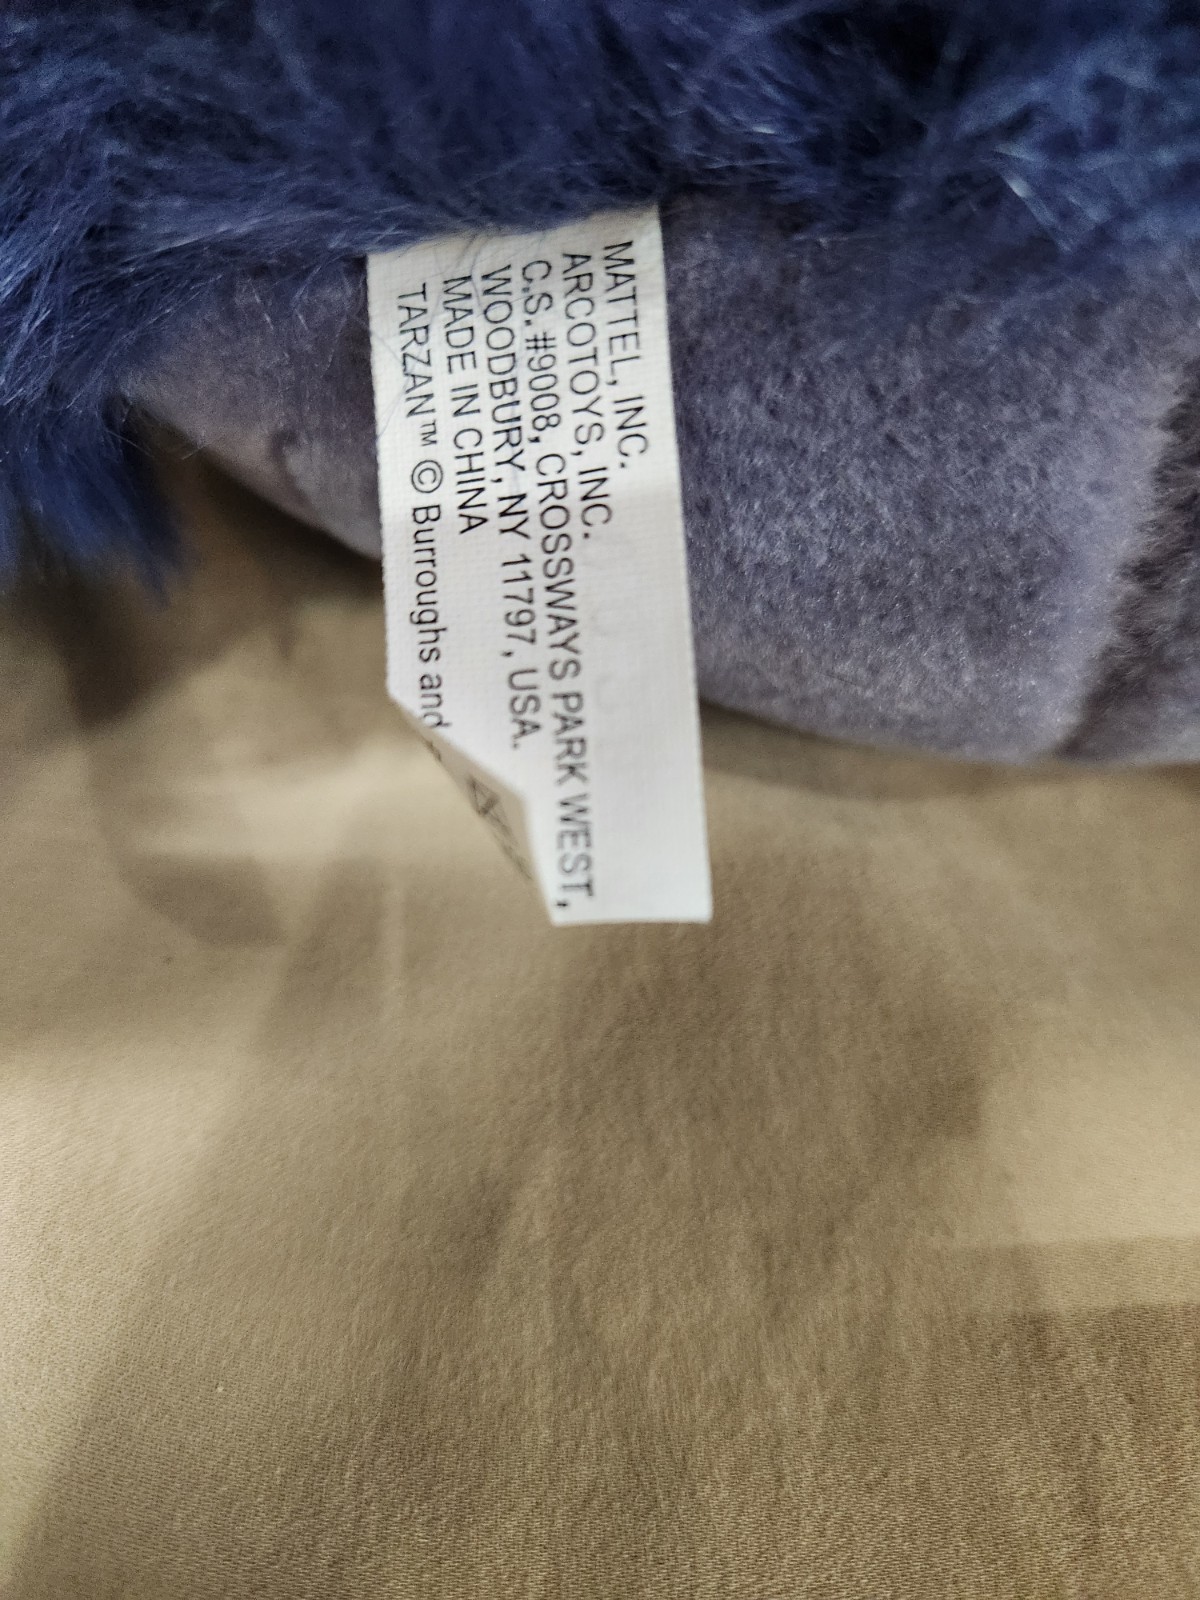 MATTEL, INC.
ARCOTOYS, INC.
C.S. #9008, CROSSWAYS PARK WEST,
WOODBURY, NY 11797, USA.
MADE IN CHINA
TARZAN™ © Burroughs and